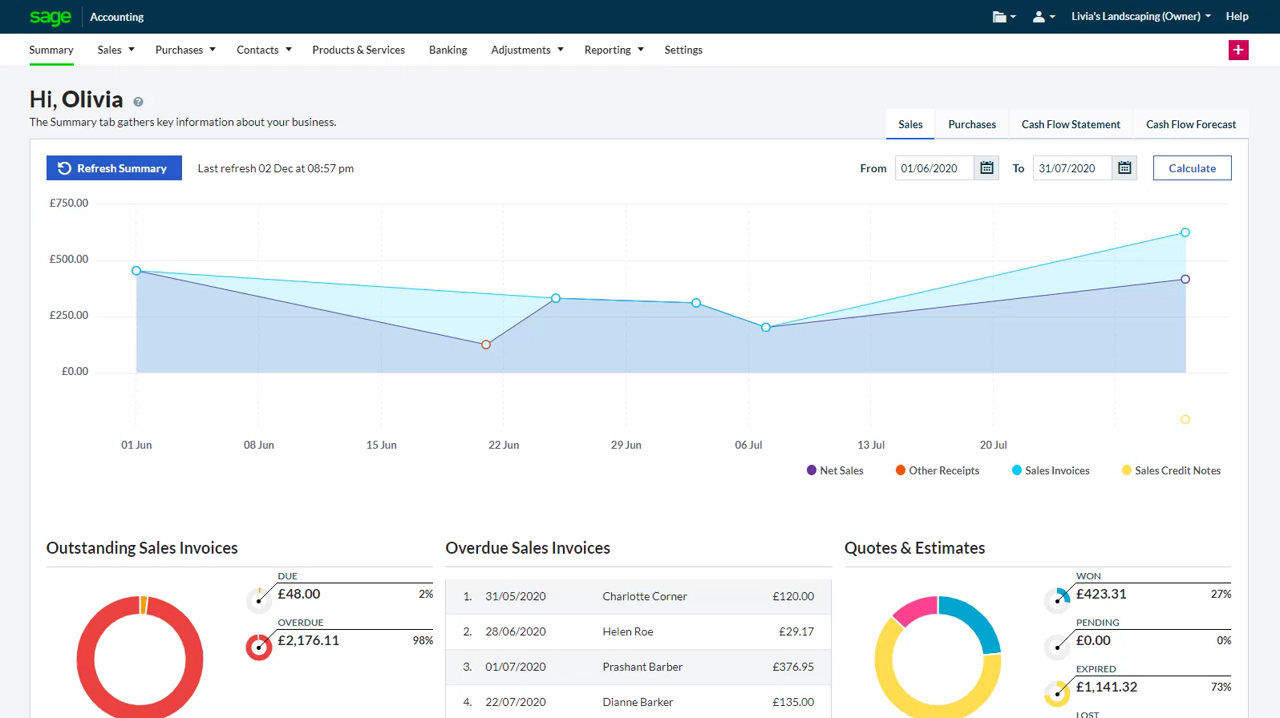 sage Accounting Livia's Landscaping (Owner) Help
Summary Sales Purchases Contacts Products & Services Banking Adjustments Reporting Settings +
Hi, Olivia ?
The Summary tab gathers key information about your business.
Sales Purchases Cash Flow Statement Cash Flow Forecast
Refresh Summary Last refresh 02 Dec at 08:57 pm From 01/06/2020 To 31/07/2020 Calculate
£750.00
£500.00
£250.00
£0.00
01 Jun 08 Jun 15 Jun 22 Jun 29 Jun 06 Jul 13 Jul 20 Jul
Net Sales Other Receipts Sales Invoices Sales Credit Notes
Outstanding Sales Invoices
DUE
£48.00 2%
OVERDUE
£2,176.11 98%
Overdue Sales Invoices
1. 31/05/2020 Charlotte Corner £120.00
2. 28/06/2020 Helen Roe £29.17
3. 01/07/2020 Prashant Barber £376.95
4. 22/07/2020 Dianne Barker £135.00
Quotes & Estimates
WON
£423.31 27%
PENDING
£0.00 0%
EXPIRED
£1,141.32 73%
LOST